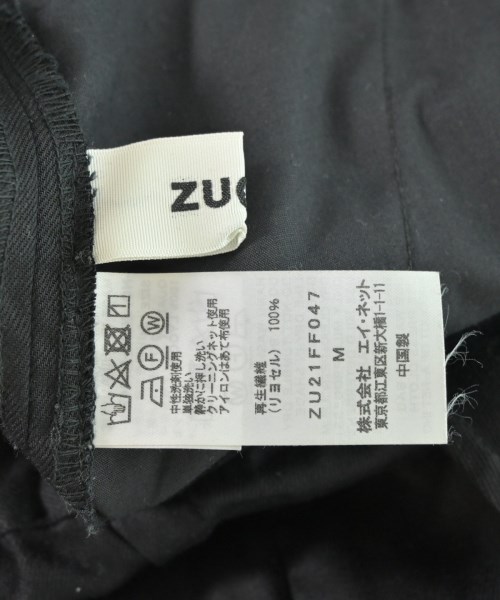 ZUC
F
W
中性洗剤使用
単独洗い
静かに押し洗い
クリーニングネット使用
アイロンはあて布使用
再生繊維
(リヨセル) 100%
ZU21FF047
M
株式会社 エイ・ネット
東京都江東区新大橋1-1-11
中国製